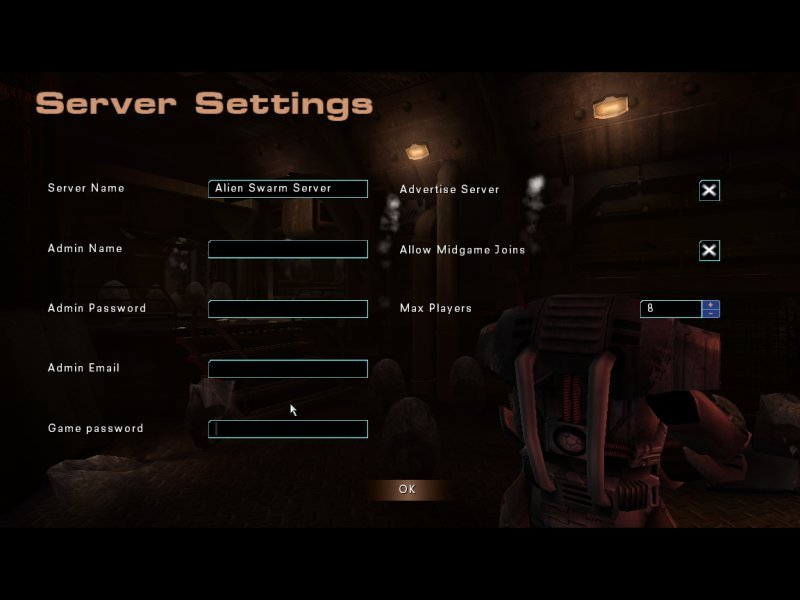 Server Settings
Server Name
Alien Swarm Server
Advertise Server
Admin Name
Allow Midgame Joins
Admin Password
Max Players
8
Admin Email
Game password
OK